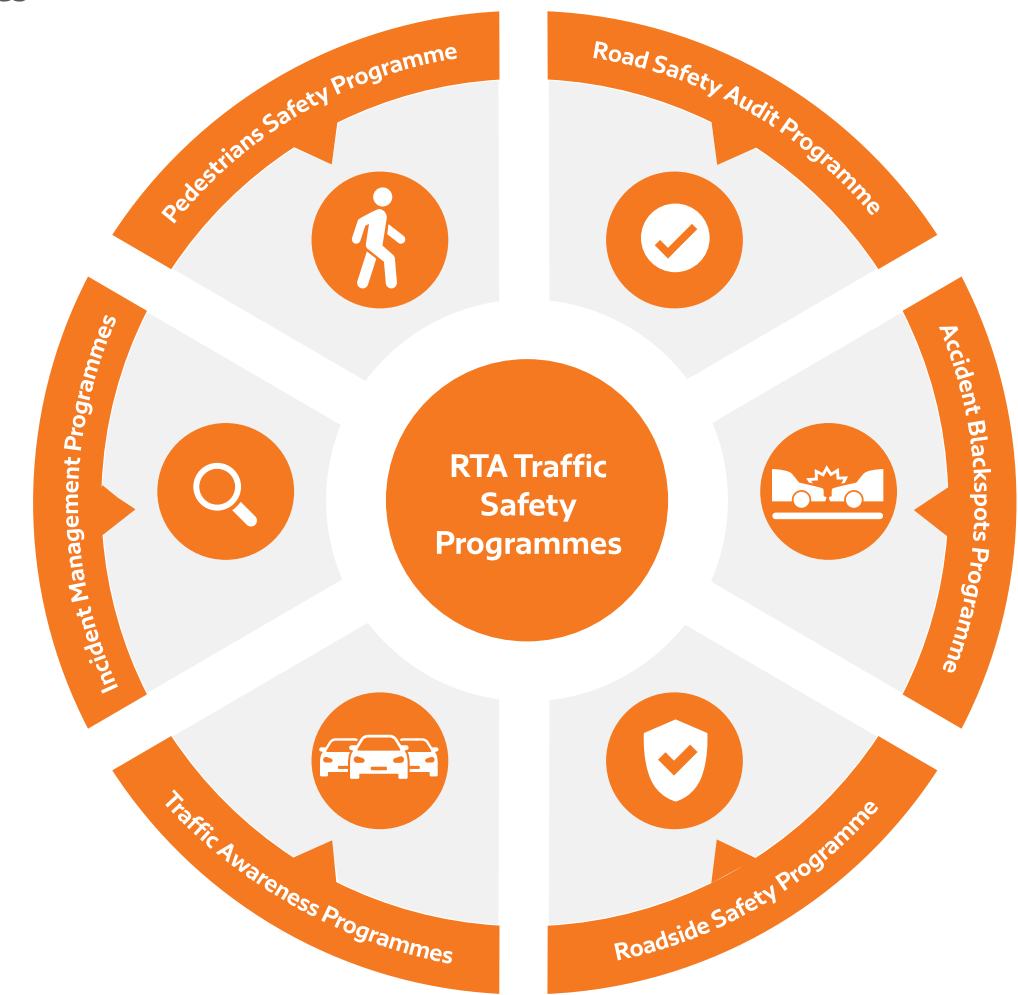 Pedestrians Safety Programme
Road Safety Audit Programme
Accident Blackspots Programme
Roadside Safety Programme
Traffic Awareness Programmes
Incident Management Programmes
RTA Traffic
Safety
Programmes